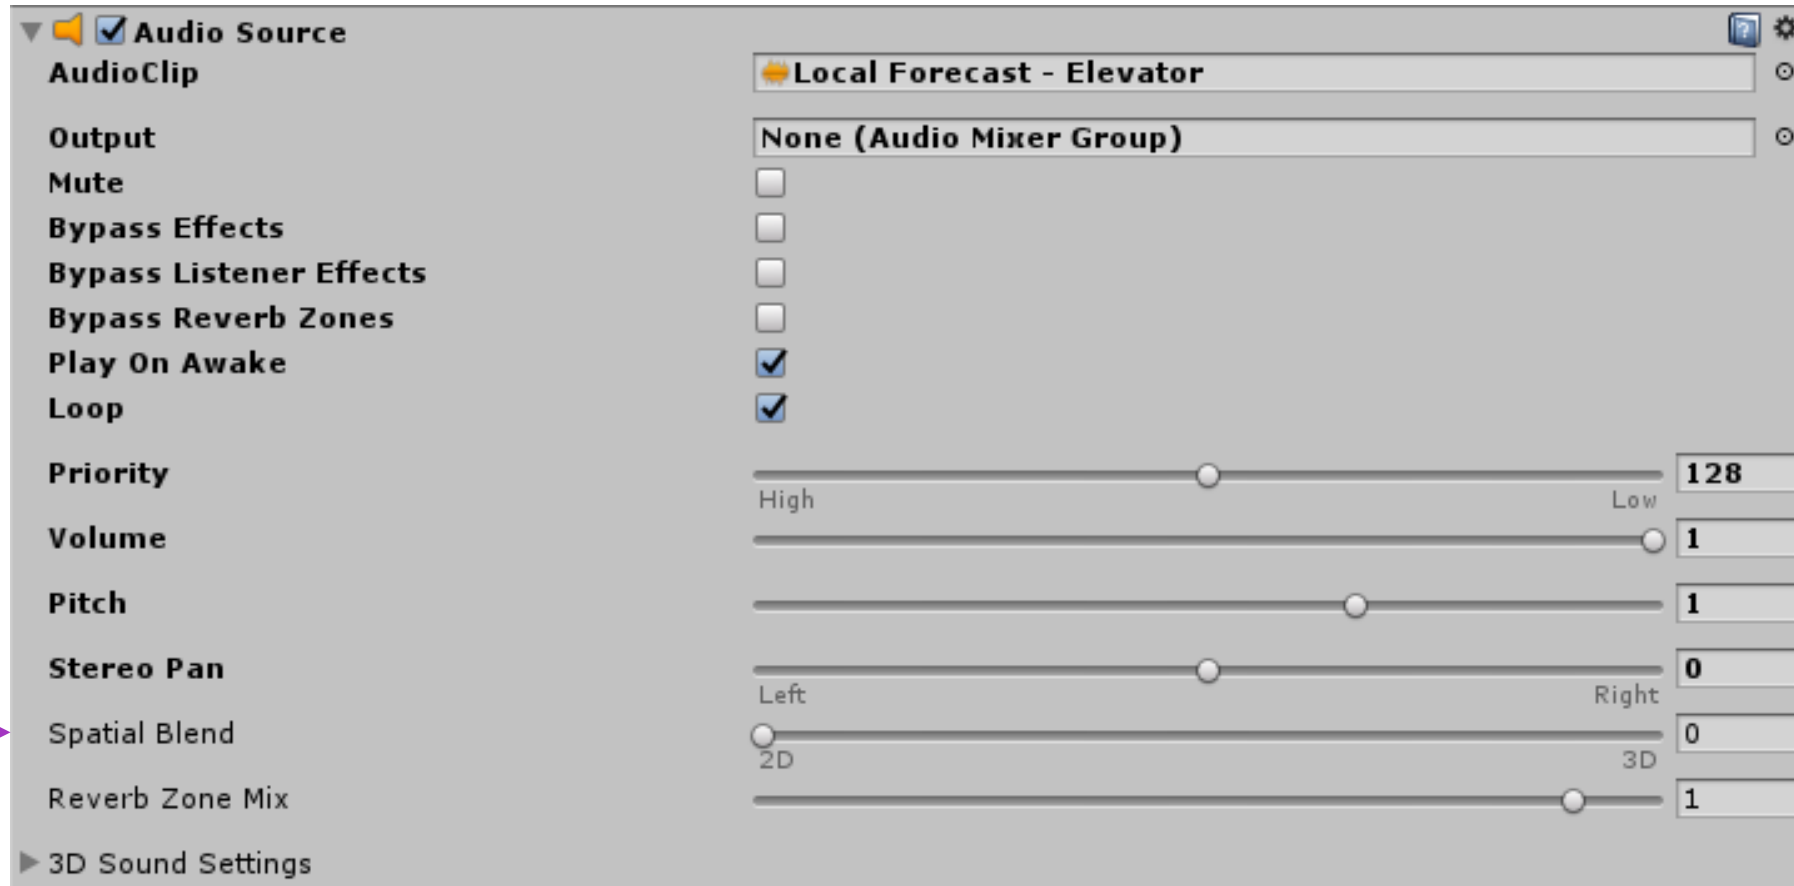 Audio Source
AudioClip Local Forecast - Elevator
Output None (Audio Mixer Group)
Mute
Bypass Effects
Bypass Listener Effects
Bypass Reverb Zones
Play On Awake
Loop
Priority 128
High Low
Volume 1
Pitch 1
Stereo Pan 0
Left Right
Spatial Blend 0
2D 3D
Reverb Zone Mix 1
3D Sound Settings